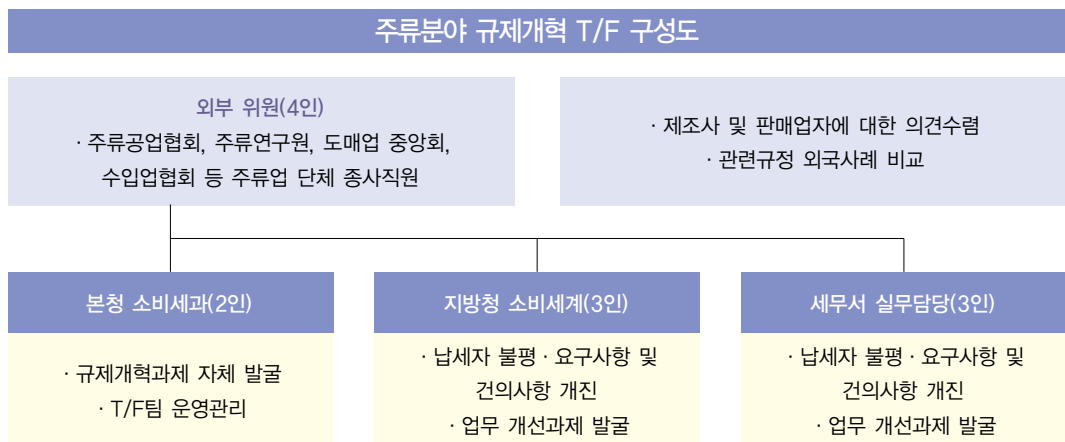 주류분야 규제개혁 T/F 구성도
외부 위원(4인)
· 주류공업협회, 주류연구원, 도매업 중앙회,
수입업협회 등 주류업 단체 종사직원
· 제조사 및 판매업자에 대한 의견수렴
· 관련규정 외국사례 비교
본청 소비세과(2인)
· 규제개혁과제 자체 발굴
· T/F팀 운영관리
지방청 소비세계(3인)
· 납세자 불평 · 요구사항 및
건의사항 개진
· 업무 개선과제 발굴
세무서 실무담당(3인)
· 납세자 불평 · 요구사항 및
건의사항 개진
· 업무 개선과제 발굴